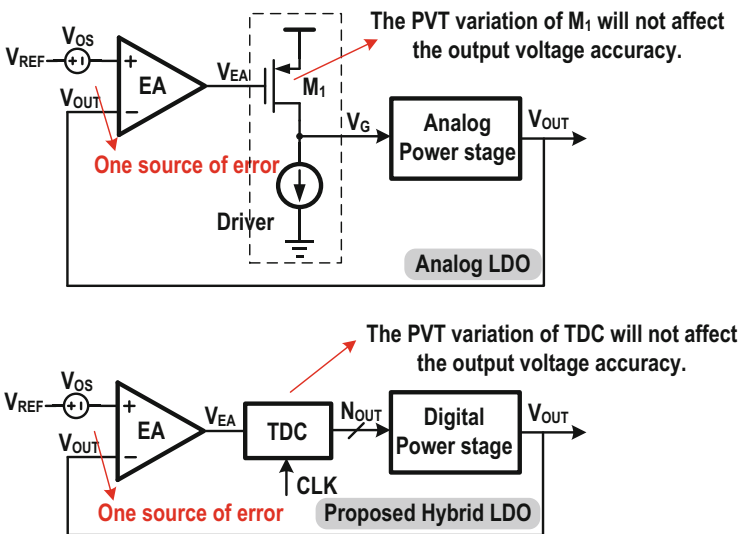 The PVT variation of M1 will not affect
the output voltage accuracy.
VOS
VREF
+
EA
VEA
M1
VOUT
−
One source of error
VG
Analog
Power stage
VOUT
Driver
Analog LDO
The PVT variation of TDC will not affect
the output voltage accuracy.
VOS
VREF
+
EA
VEA
TDC
NOUT
Digital
Power stage
VOUT
VOUT
−
CLK
One source of error
Proposed Hybrid LDO